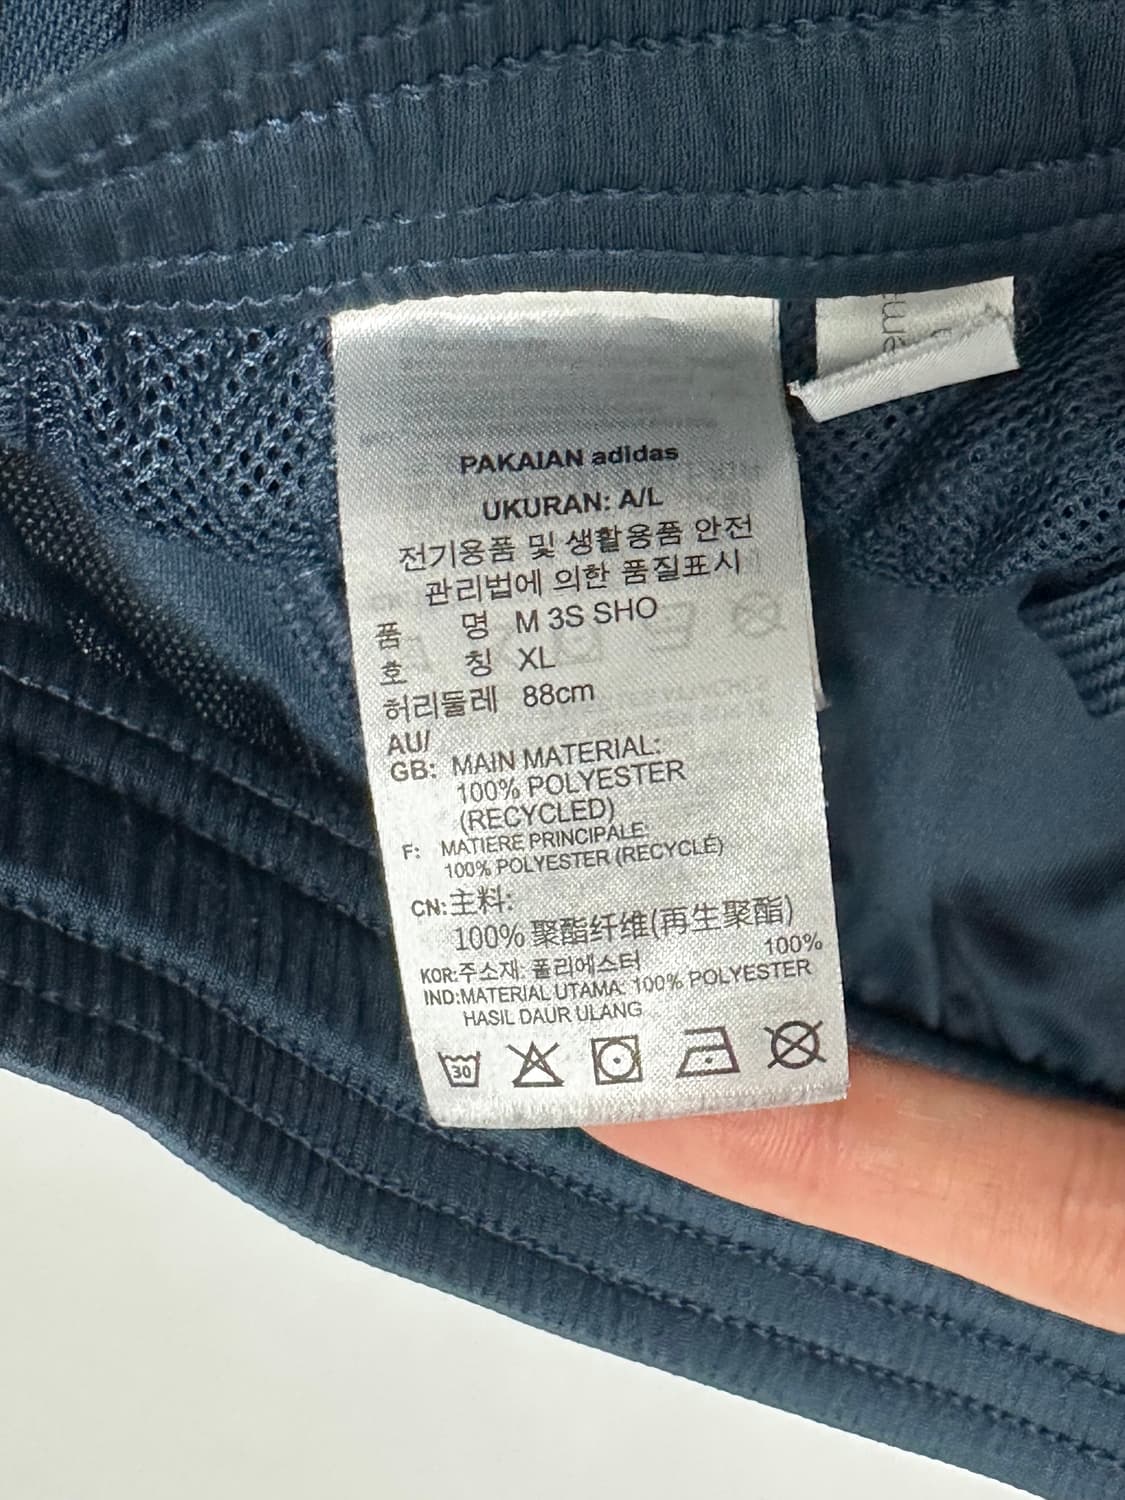 PAKAIAN adidas
UKURAN: A/L
전기용품 및 생활용품 안전
관리법에 의한 품질표시
품 명 M 3S SHO
호 칭 XL
허리둘레 88cm
AU/
GB: MAIN MATERIAL:
100% POLYESTER
(RECYCLED)
F: MATIERE PRINCIPALE:
100% POLYESTER (RECYCLÉ)
CN:主料:
100% 聚酯纤维(再生聚酯)
KOR:주소재: 폴리에스터 100%
IND:MATERIAL UTAMA: 100% POLYESTER
HASIL DAUR ULANG
30